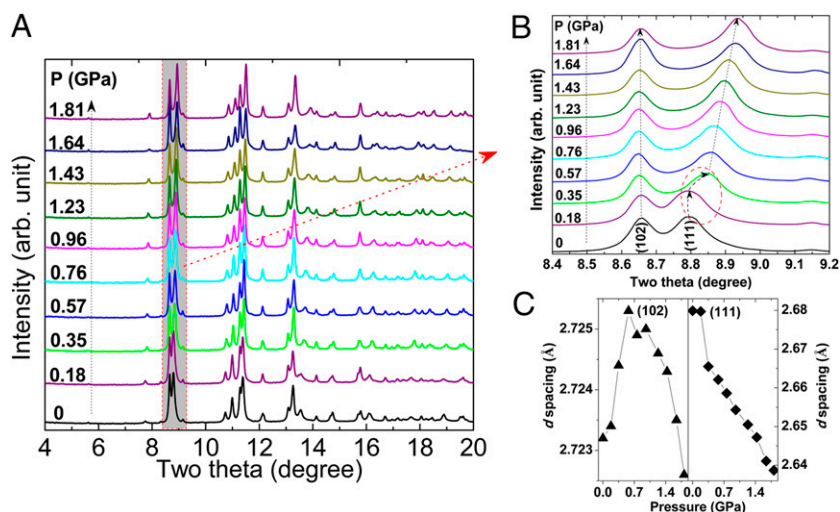 A
P (GPa)
1.81
1.64
1.43
1.23
0.96
0.76
0.57
0.35
0.18
0
Intensity (arb. unit)
4 6 8 10 12 14 16 18 20
Two theta (degree)
B
P (GPa)
1.81
1.64
1.43
1.23
0.96
0.76
0.57
0.35
0.18
0
Intensity (arb. unit)
(102)
(111)
8.4 8.5 8.6 8.7 8.8 8.9 9.0 9.1 9.2
Two theta (degree)
C
(102)
(111)
2.725
2.724
2.723
d spacing (Å)
2.68
2.67
2.66
2.65
2.64
d spacing (Å)
0.0 0.7 1.4 0.0 0.7 1.4
Pressure (GPa)